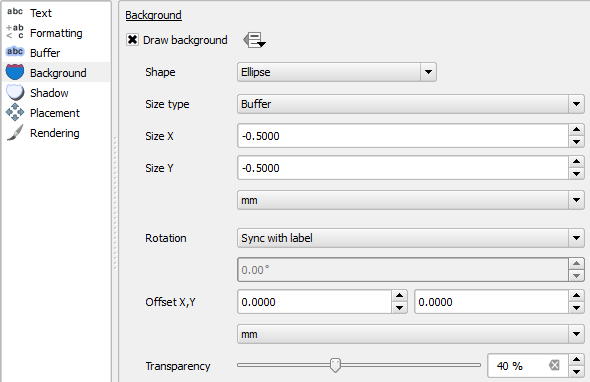 abc Text
+ab < c Formatting
abc Buffer
Background
Shadow
Placement
Rendering
Background
Draw background
Shape Ellipse
Size type Buffer
Size X -0.5000
Size Y -0.5000
mm
Rotation Sync with label
0.00°
Offset X,Y 0.0000 0.0000
mm
Transparency 40 %